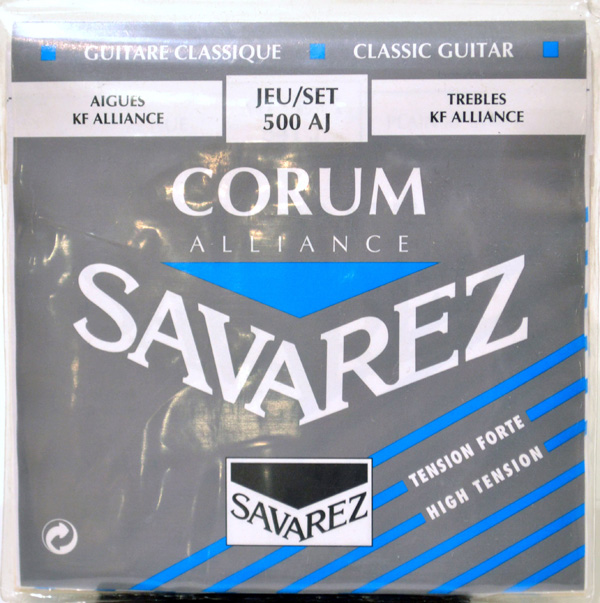 GUITARE CLASSIQUE CLASSIC GUITAR
AIGUËS
KF ALLIANCE
JEU/SET
500 AJ
TREBLES
KF ALLIANCE
CORUM
ALLIANCE
SAVAREZ
TENSION FORTE
HIGH TENSION
SAVAREZ